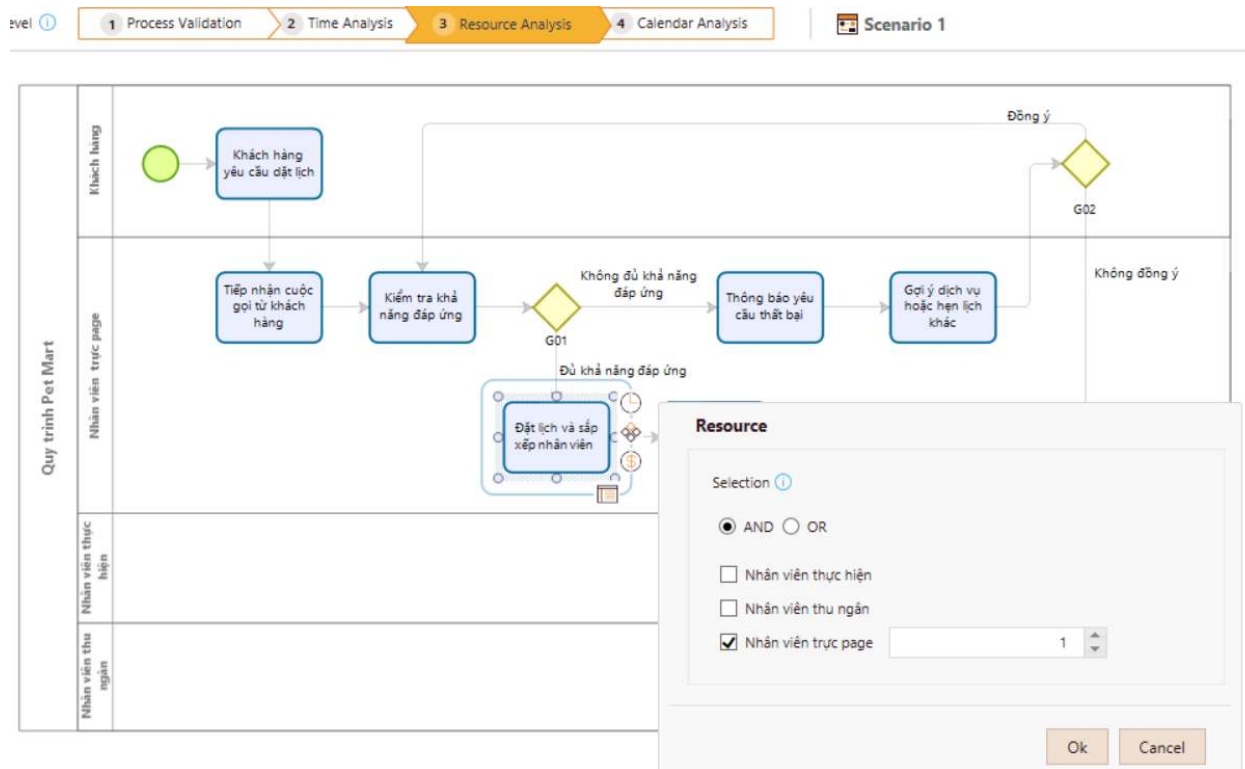 evel
1 Process Validation
2 Time Analysis
3 Resource Analysis
4 Calendar Analysis
Scenario 1
Quy trình Pet Mart
Khách hàng
Khách hàng
yêu cầu dặt lịch
Đồng ý
G02
Nhân viên trực page
Tiếp nhận cuộc
gọi từ khách
hàng
Kiểm tra khả
năng đáp ứng
G01
Không đủ khả năng
đáp ứng
Thông báo yêu
cầu thất bại
Gợi ý dịch vụ
hoặc hẹn lịch
khác
Không đồng ý
Đủ khả năng đáp ứng
Đặt lịch và sắp
xếp nhân viên
Nhân viên thực
hiện
Nhân viên thu
ngân
Resource
Selection
AND OR
Nhân viên thực hiện
Nhân viên thu ngân
Nhân viên trực page 1
Ok Cancel